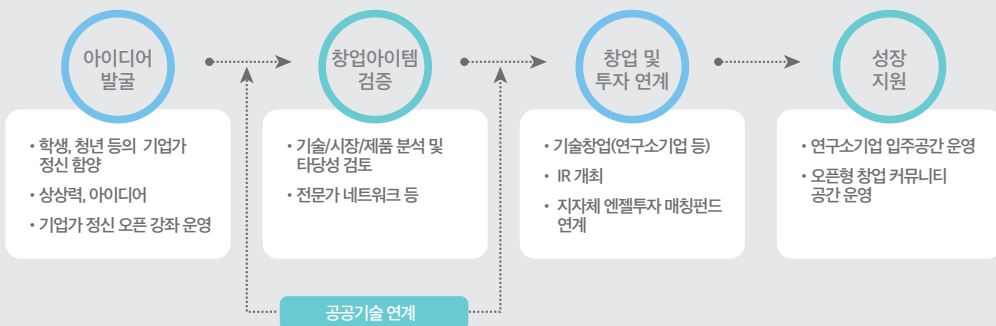 아이디어
발굴
창업아이템
검증
창업 및
투자 연계
성장
지원
• 학생, 청년 등의 기업가
정신 함양
• 상상력, 아이디어
• 기업가 정신 오픈 강좌 운영
• 기술/시장/제품 분석 및
타당성 검토
• 전문가 네트워크 등
• 기술창업(연구소기업 등)
• IR 개최
• 지자체 엔젤투자 매칭펀드
연계
• 연구소기업 입주공간 운영
• 오픈형 창업 커뮤니티
공간 운영
공공기술 연계